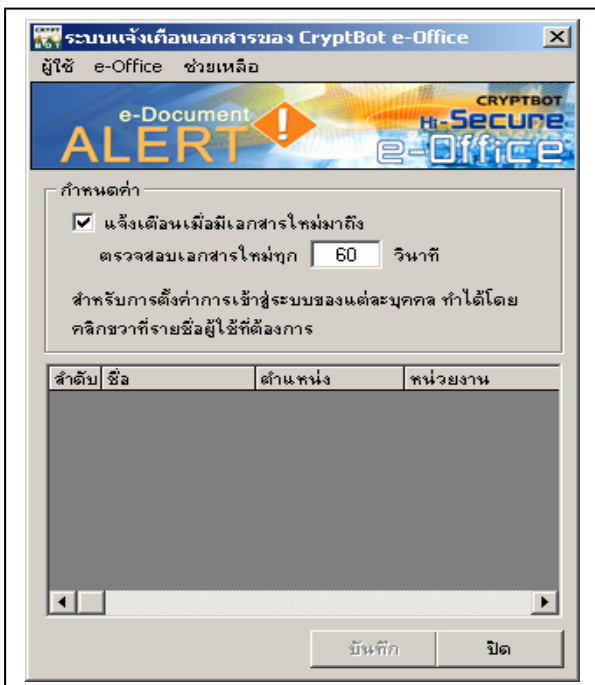 ระบบแจ้งเตือนเอกสารของ CryptBot e-Office
ผู้ใช้ e-Office ช่วยเหลือ
e-Document
ALERT
CRYPTBOT
Hi-Secure
e-Office
กำหนดค่า
แจ้งเตือนเมื่อมีเอกสารใหม่มาถึง
ตรวจสอบเอกสารใหม่ทุก 60 วินาที
สำหรับการตั้งค่าการเข้าสู่ระบบของแต่ละบุคคล ทำได้โดย
คลิกขวาที่รายชื่อผู้ใช้ที่ต้องการ
ลำดับ ชื่อ ตำแหน่ง หน่วยงาน
บันทึก ปิด